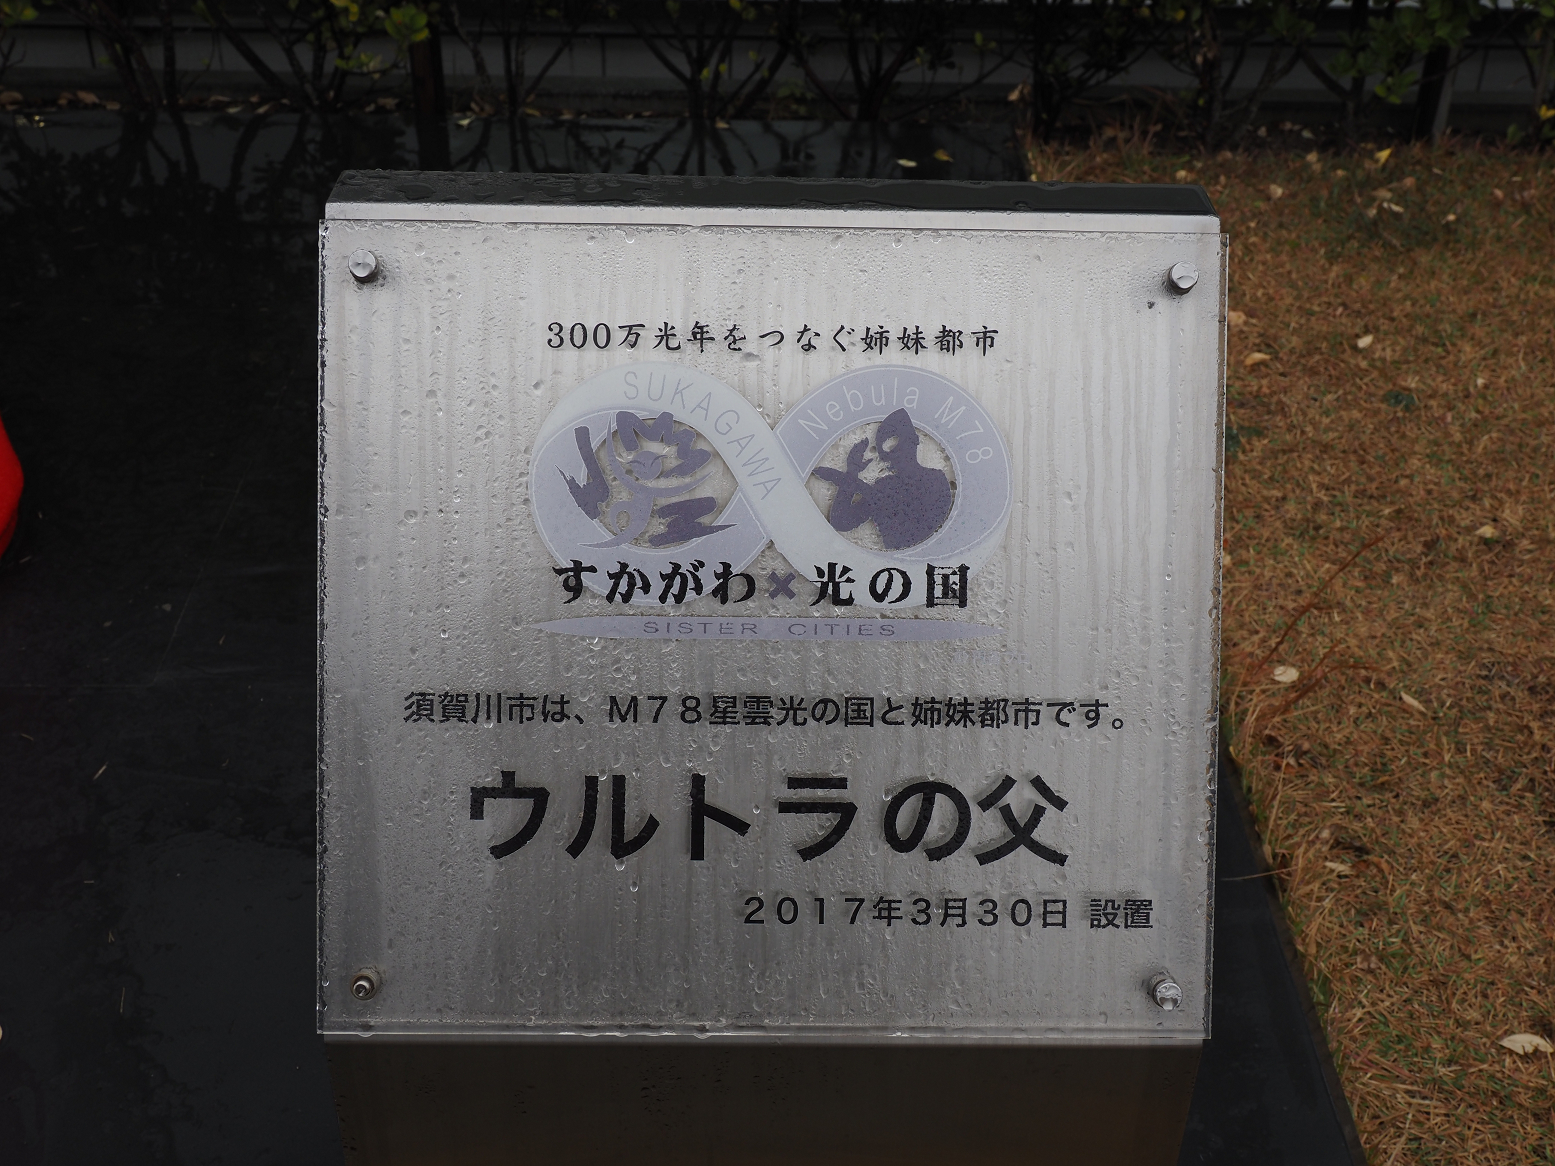 300万光年をつなぐ姉妹都市
SUKAGAWA
Nebula M78
すかがわ×光の国
SISTER CITIES
須賀川市は、M78星雲光の国と姉妹都市です。
ウルトラの父
2017年3月30日 設置